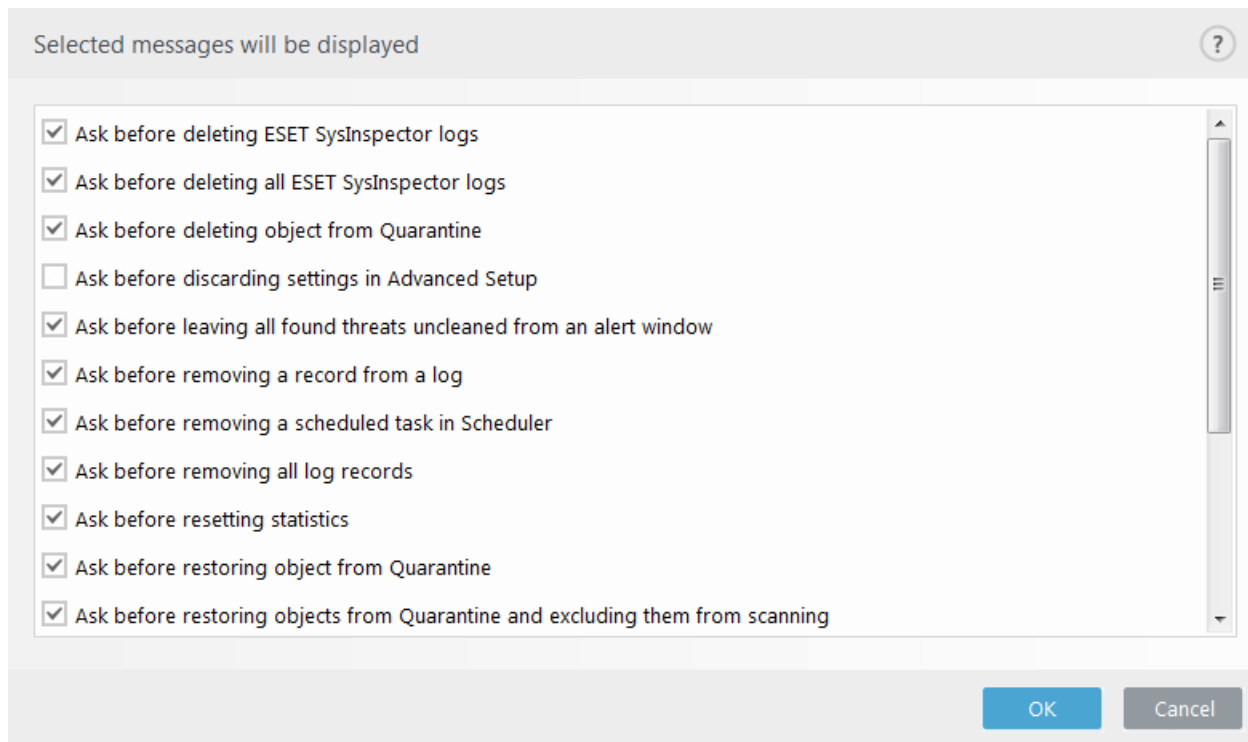 Selected messages will be displayed
?
Ask before deleting ESET SysInspector logs
Ask before deleting all ESET SysInspector logs
Ask before deleting object from Quarantine
Ask before discarding settings in Advanced Setup
Ask before leaving all found threats uncleaned from an alert window
Ask before removing a record from a log
Ask before removing a scheduled task in Scheduler
Ask before removing all log records
Ask before resetting statistics
Ask before restoring object from Quarantine
Ask before restoring objects from Quarantine and excluding them from scanning
OK
Cancel